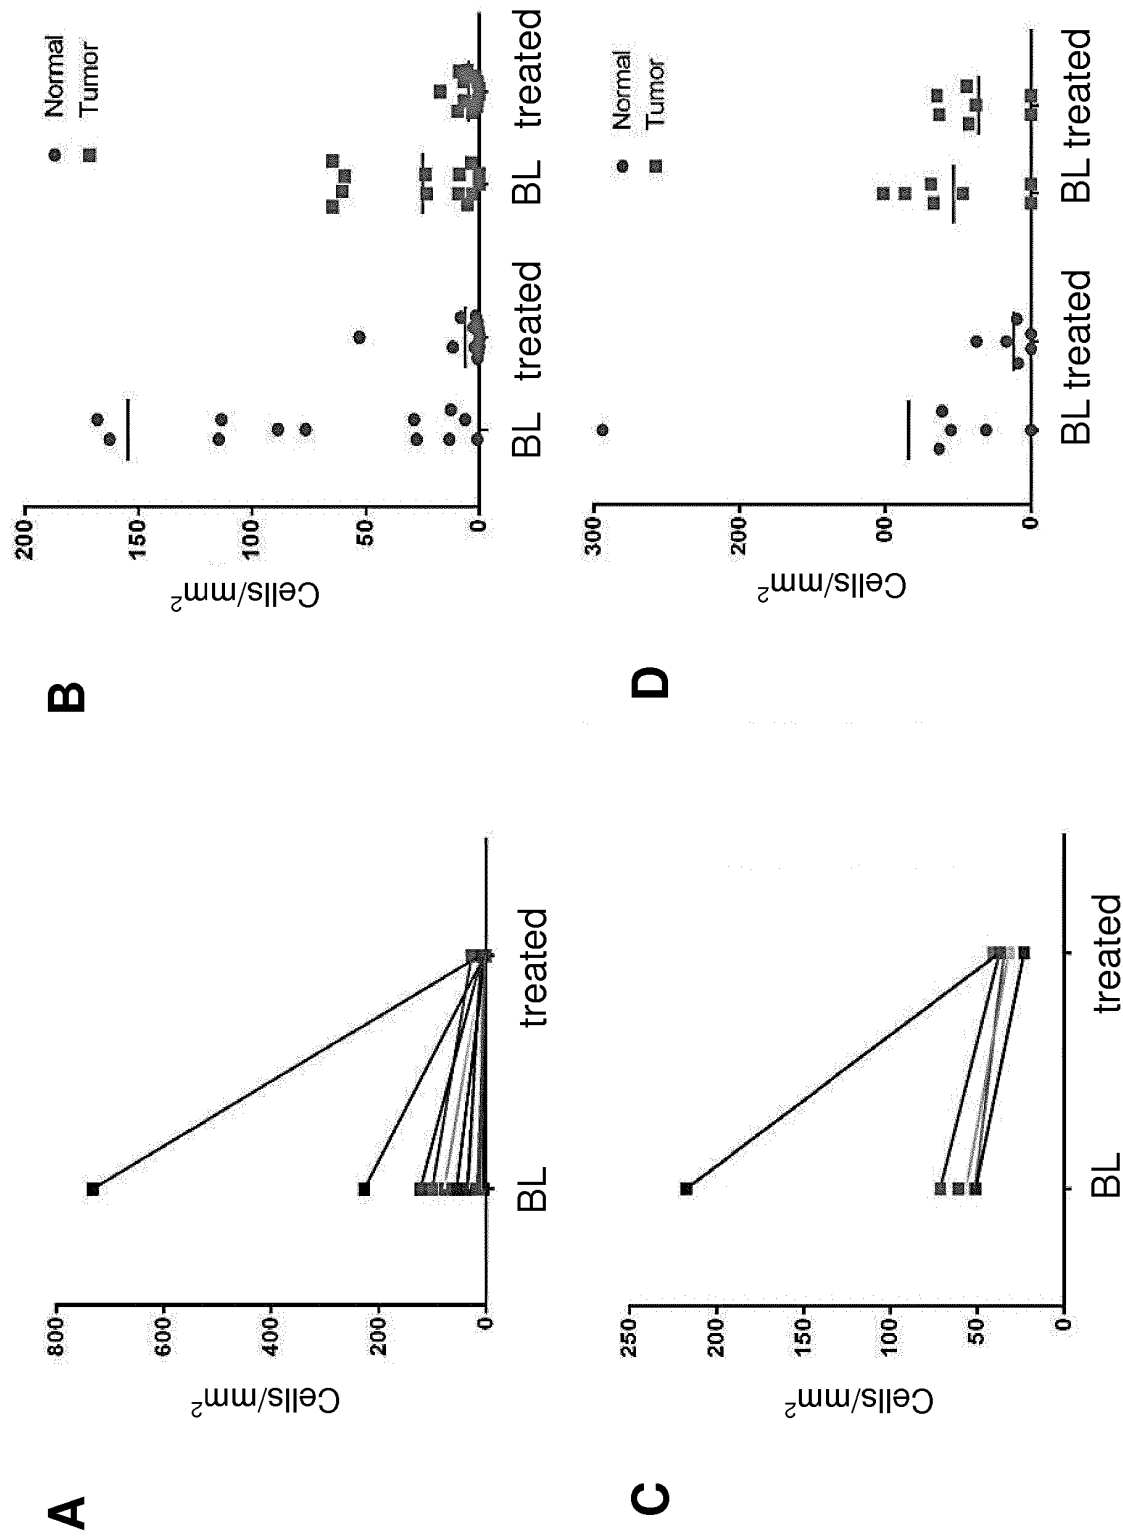 A
Cells/mm2
800
600
400
200
0
BL
treated
B
Cells/mm2
200
150
100
50
0
BL
treated
BL
treated
Normal
Tumor
C
Cells/mm2
250
200
150
100
50
0
BL
treated
D
Cells/mm2
300
200
00
0
BL treated
BL treated
Normal
Tumor